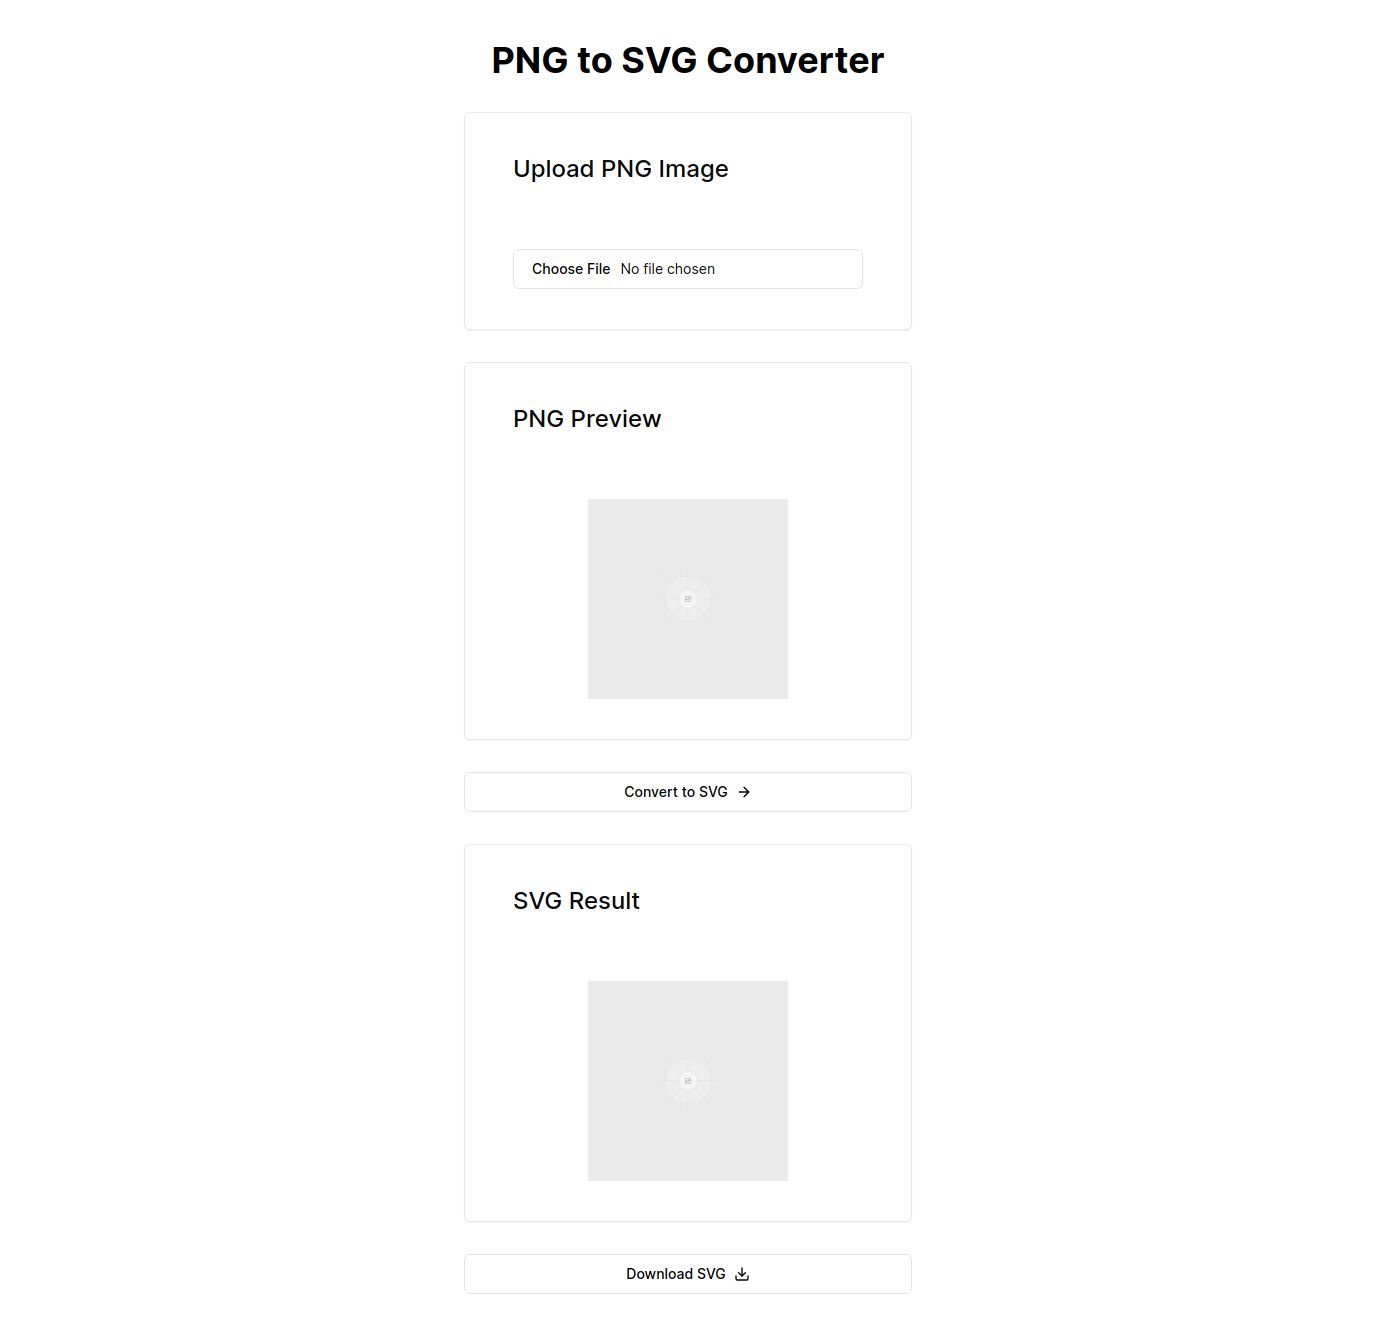 PNG to SVG Converter
Upload PNG Image
Choose File No file chosen
PNG Preview
Convert to SVG
SVG Result
Download SVG